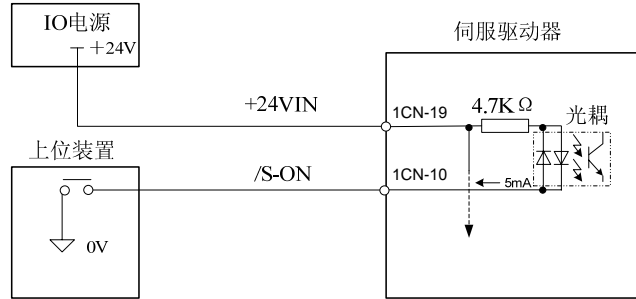 IO电源
+24V
伺服驱动器
+24VIN
1CN-19
4.7KΩ
光耦
上位装置
/S-ON
1CN-10
5mA
0V